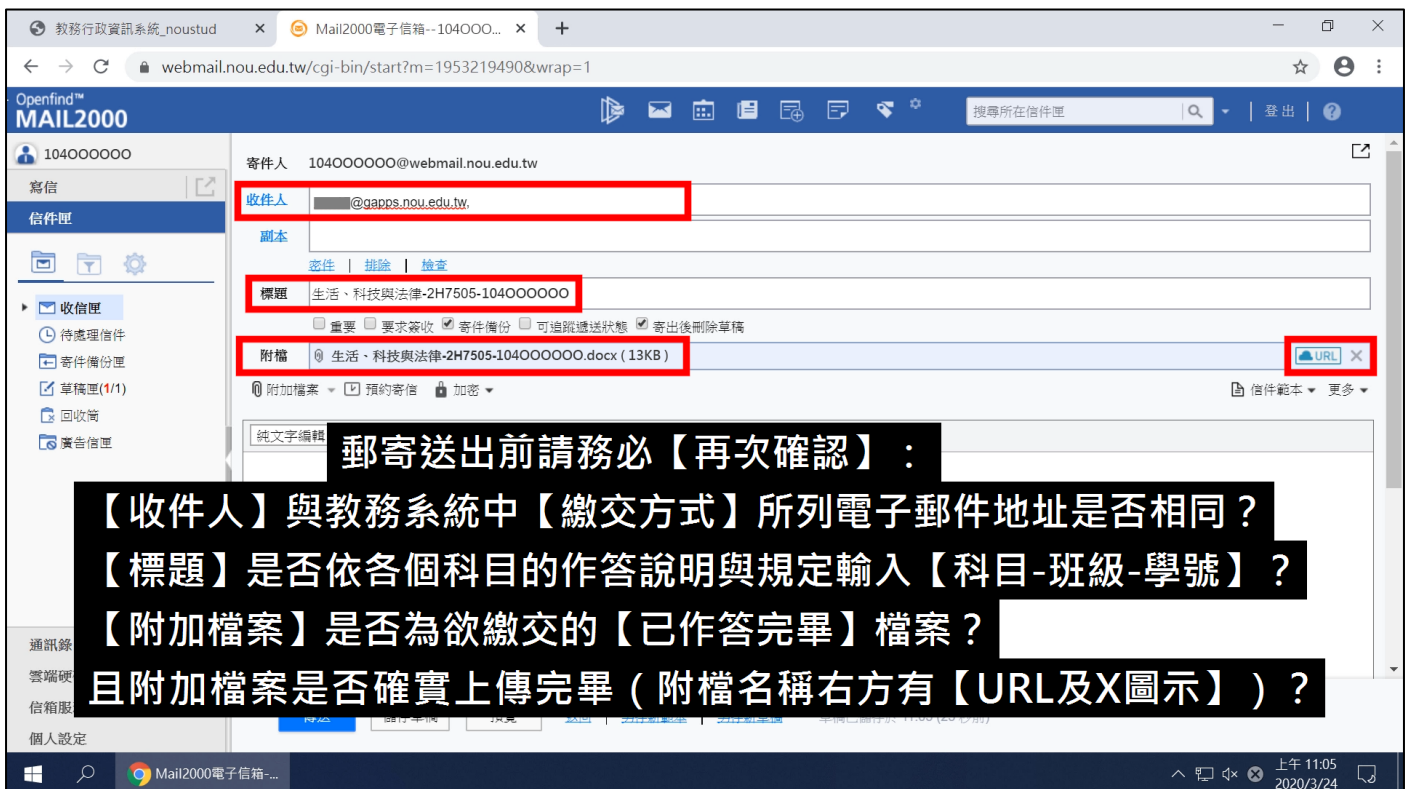 教務行政資訊系統_noustud
Mail2000電子信箱--104OOO...
webmail.nou.edu.tw/cgi-bin/start?m=1953219490&wrap=1
Openfind™
MAIL2000
搜尋所在信件匣
登出
104OOOOOO
寫信
信件匣
收信匣
待處理信件
寄件備份匣
草稿匣(1/1)
回收筒
廣告信匣
通訊錄
雲端硬
信箱服
個人設定
寄件人 104OOOOOO@webmail.nou.edu.tw
收件人 @gapps.nou.edu.tw,
副本
密件 | 排除 | 檢查
標題 生活、科技與法律-2H7505-104OOOOOO
重要 要求簽收 寄件備份 可追蹤遞送狀態 寄出後刪除草稿
附檔 生活、科技與法律-2H7505-104OOOOOO.docx ( 13KB ) URL
附加檔案 預約寄信 加密 信件範本 更多
純文字編輯
郵寄送出前請務必【再次確認】：
【收件人】與教務系統中【繳交方式】所列電子郵件地址是否相同？
【標題】是否依各個科目的作答說明與規定輸入【科目-班級-學號】？
【附加檔案】是否為欲繳交的【已作答完畢】檔案？
且附加檔案是否確實上傳完畢（附檔名稱右方有【URL及X圖示】）？
Mail2000電子信箱-...
上午 11:05
2020/3/24